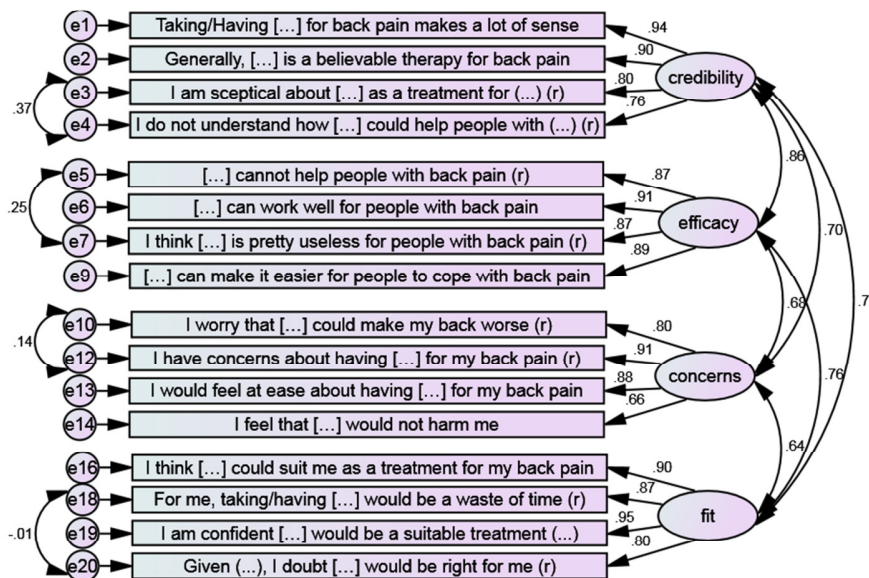 e1 Taking/Having [...] for back pain makes a lot of sense .94
e2 Generally, [...] is a believable therapy for back pain .90
credibility
e3 I am sceptical about [...] as a treatment for (...) (r) .80
.37
e4 I do not understand how [...] could help people with (...) (r) .76
.86
e5 [...] cannot help people with back pain (r) .87
.25
e6 [...] can work well for people with back pain .91
efficacy
.70
e7 I think [...] is pretty useless for people with back pain (r) .87
e9 [...] can make it easier for people to cope with back pain .89
.68
.7
e10 I worry that [...] could make my back worse (r) .80
.14
e12 I have concerns about having [...] for my back pain (r) .91
concerns
.76
e13 I would feel at ease about having [...] for my back pain .88
e14 I feel that [...] would not harm me .66
.64
e16 I think [...] could suit me as a treatment for my back pain .90
e18 For me, taking/having [...] would be a waste of time (r) .87
fit
-.01
e19 I am confident [...] would be a suitable treatment (...) .95
e20 Given (...), I doubt [...] would be right for me (r) .80